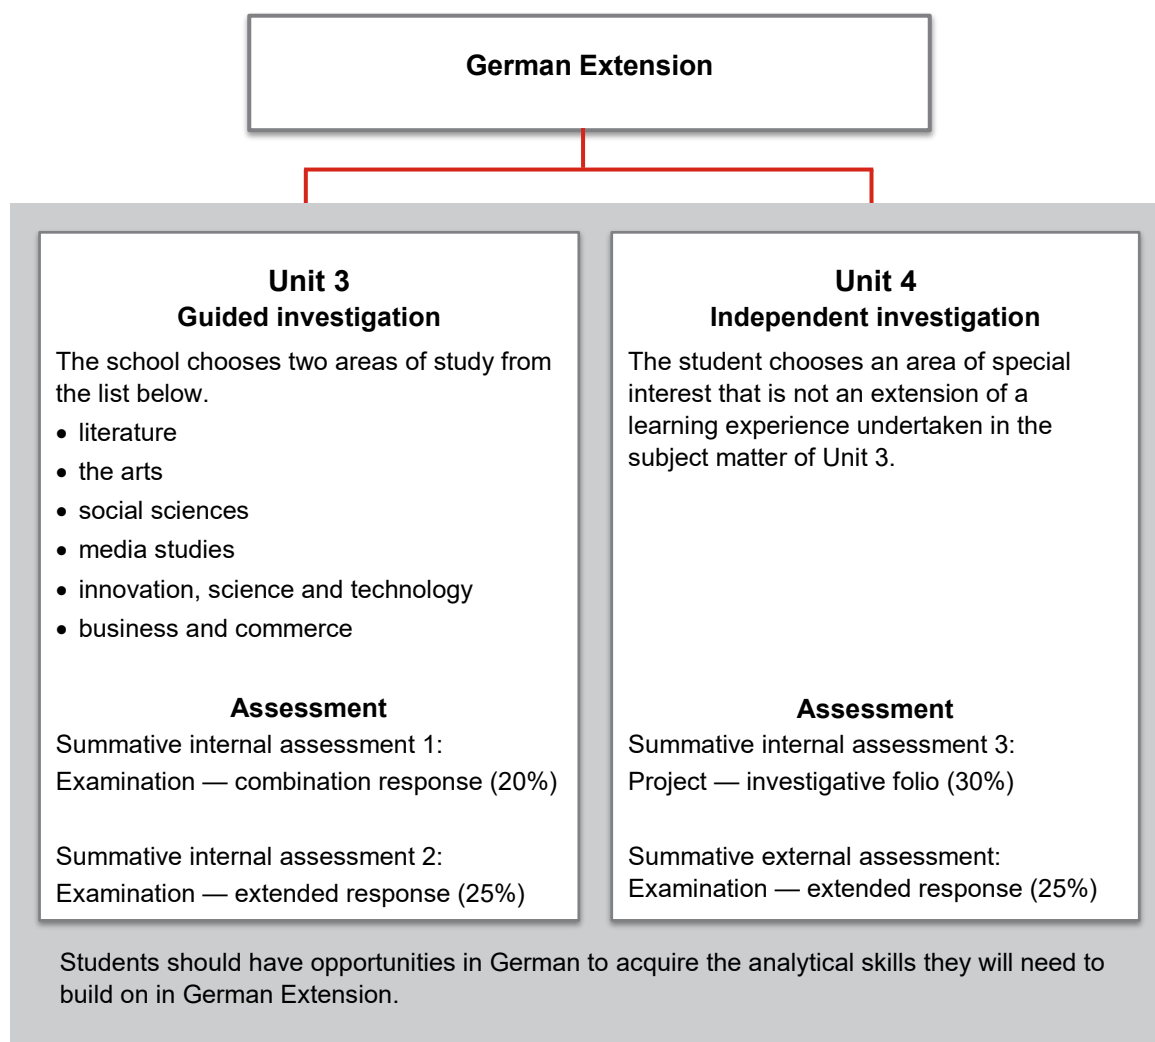 German Extension
Unit 3
Guided investigation
The school chooses two areas of study from
the list below.
• literature
• the arts
• social sciences
• media studies
• innovation, science and technology
• business and commerce
Assessment
Summative internal assessment 1:
Examination — combination response (20%)
Summative internal assessment 2:
Examination — extended response (25%)
Unit 4
Independent investigation
The student chooses an area of special
interest that is not an extension of a
learning experience undertaken in the
subject matter of Unit 3.
Assessment
Summative internal assessment 3:
Project — investigative folio (30%)
Summative external assessment:
Examination — extended response (25%)
Students should have opportunities in German to acquire the analytical skills they will need to
build on in German Extension.